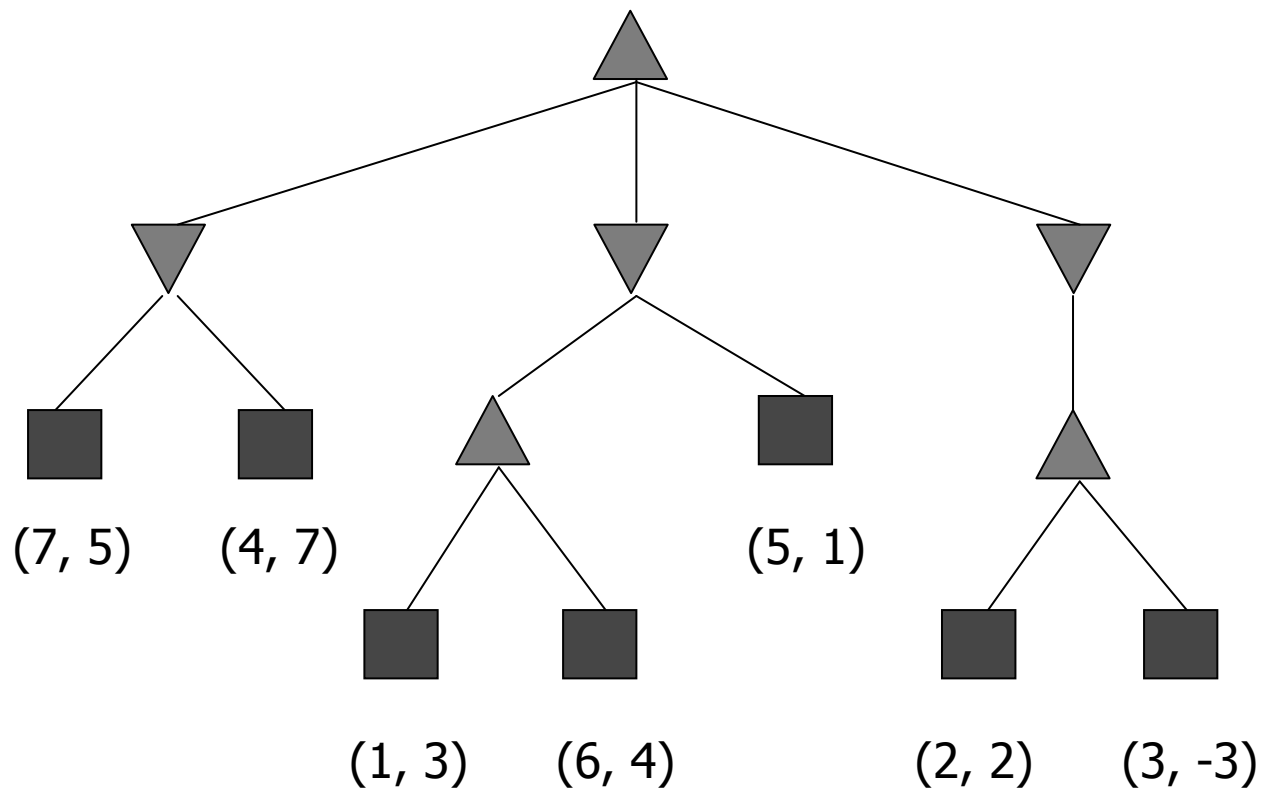 (7, 5) (4, 7) (5, 1)
(1, 3) (6, 4) (2, 2) (3, -3)